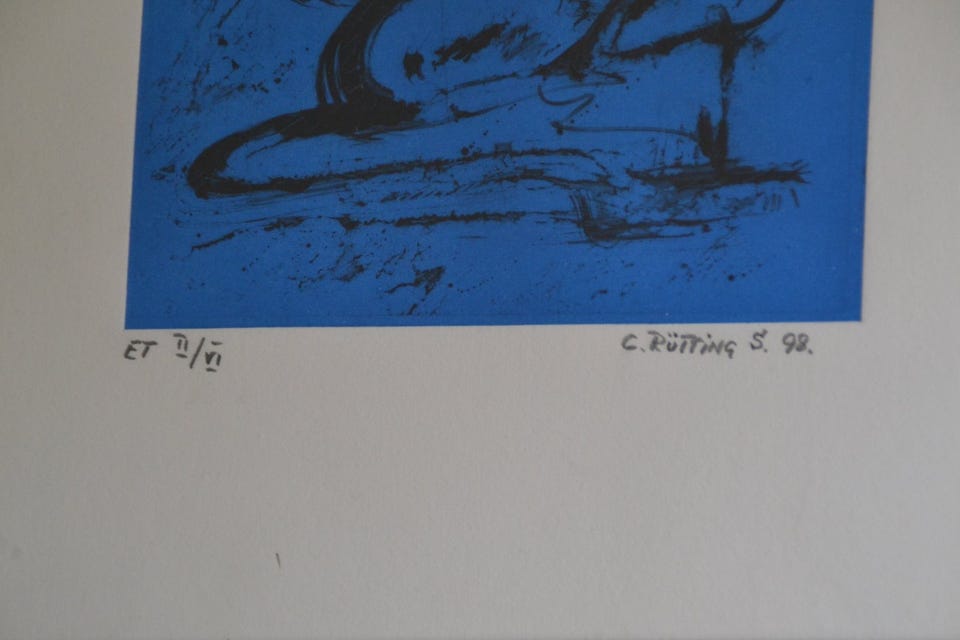 ET II/VI
C. RÜTTING S. 98.